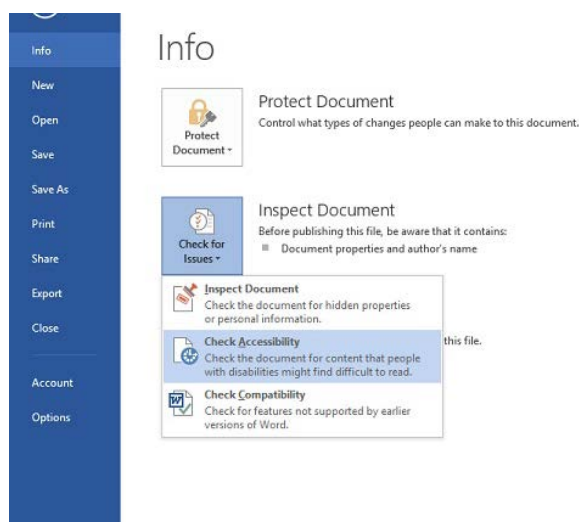 Info
New
Open
Save
Save As
Print
Share
Export
Close
Account
Options
Info
Protect
Document
Protect Document
Control what types of changes people can make to this document.
Check for
Issues
Inspect Document
Before publishing this file, be aware that it contains:
Document properties and author's name
Inspect Document
Check the document for hidden properties
or personal information.
Check Accessibility
Check the document for content that people
with disabilities might find difficult to read.
this file.
Check Compatibility
Check for features not supported by earlier
versions of Word.